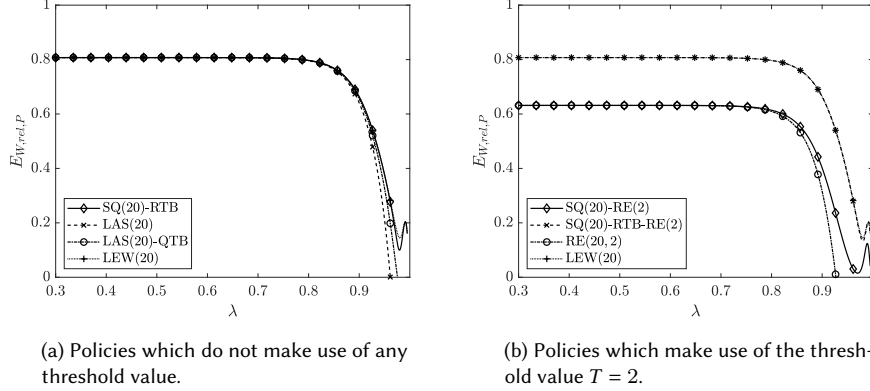 1
0.8
0.6
0.4
0.2
0
E_{W,rel,P}
SQ(20)-RTB
LAS(20)
LAS(20)-QTB
LEW(20)
0.3 0.4 0.5 0.6 0.7 0.8 0.9
λ
(a) Policies which do not make use of any
threshold value.
1
0.8
0.6
0.4
0.2
0
E_{W,rel,P}
SQ(20)-RE(2)
SQ(20)-RTB-RE(2)
RE(20, 2)
LEW(20)
0.3 0.4 0.5 0.6 0.7 0.8 0.9
λ
(b) Policies which make use of the thresh-
old value T = 2.